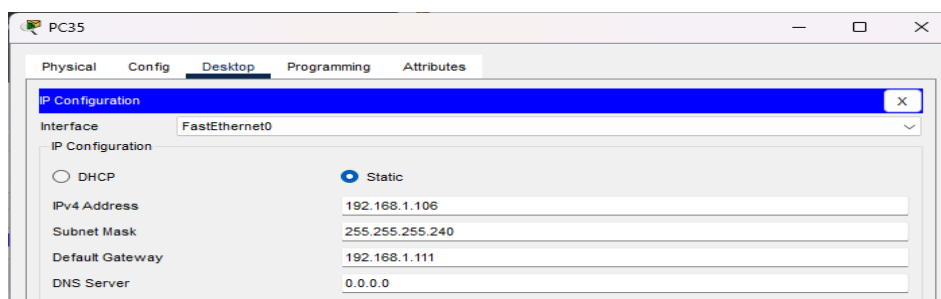 PC35
Physical Config Desktop Programming Attributes
IP Configuration X
Interface FastEthernet0
IP Configuration
DHCP Static
IPv4 Address 192.168.1.106
Subnet Mask 255.255.255.240
Default Gateway 192.168.1.111
DNS Server 0.0.0.0